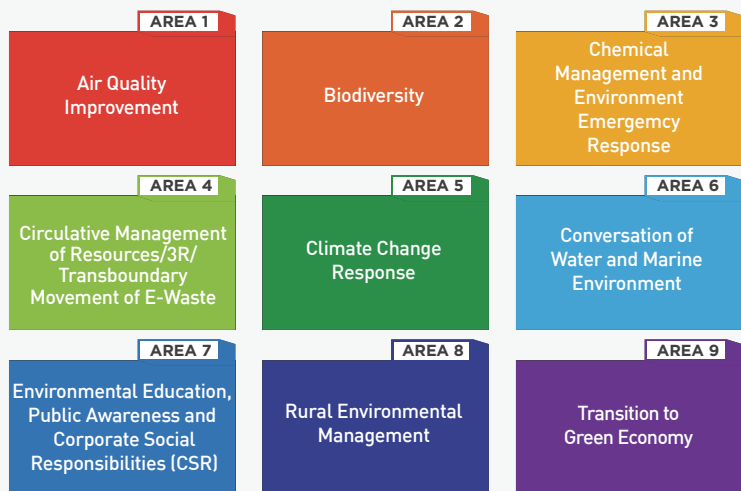 AREA 1
Air Quality
Improvement
AREA 2
Biodiversity
AREA 3
Chemical
Management and
Environment
Emergemcy
Response
AREA 4
Circulative Management
of Resources/3R/
Transboundary
Movement of E-Waste
AREA 5
Climate Change
Response
AREA 6
Conversation of
Water and Marine
Environment
AREA 7
Environmental Education,
Public Awareness and
Corporate Social
Responsibilities (CSR)
AREA 8
Rural Environmental
Management
AREA 9
Transition to
Green Economy